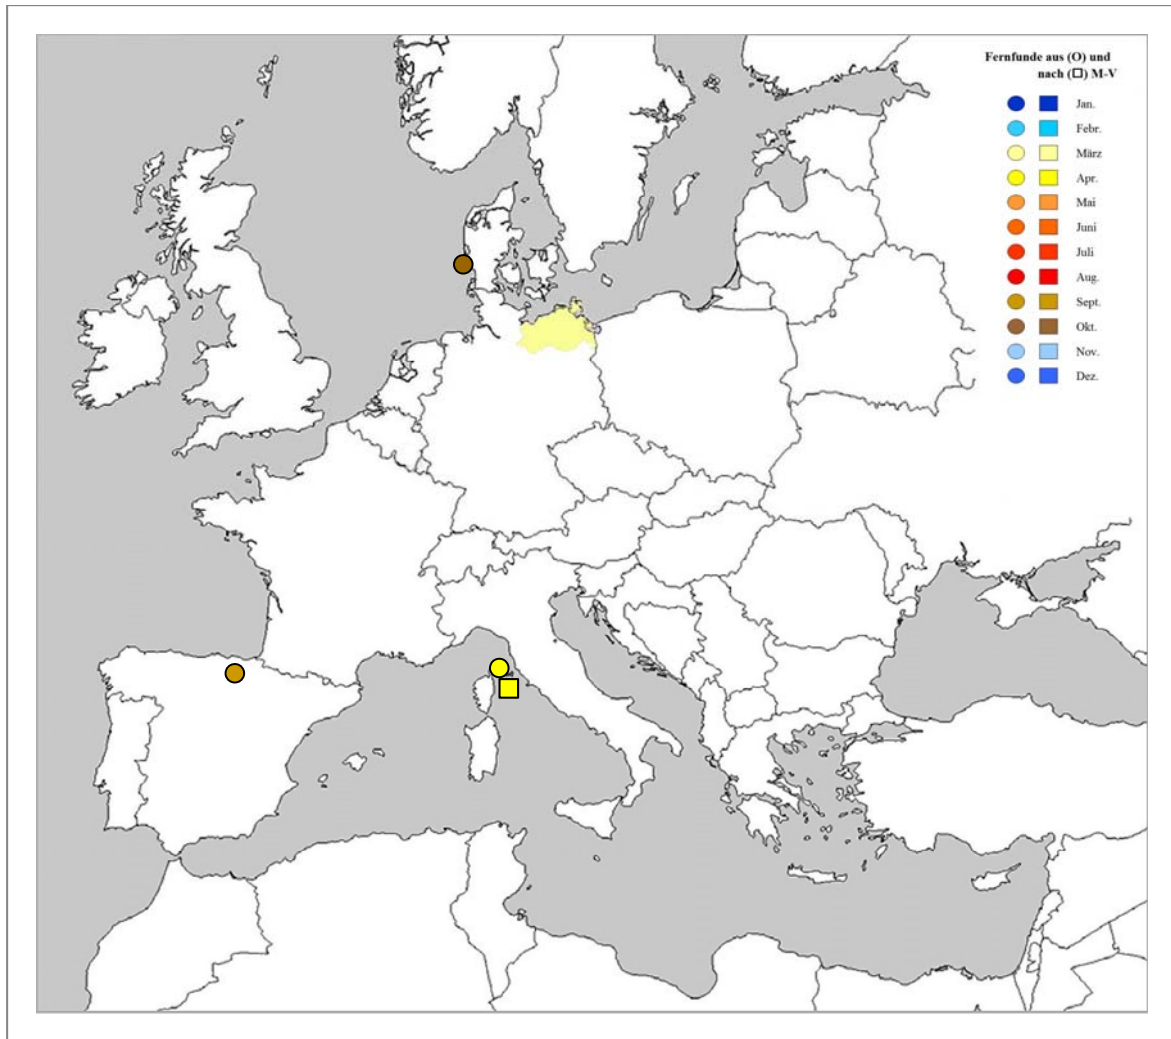 Fernfunde aus (O) und
nach (□) M-V
Jan.
Febr.
März
Apr.
Mai
Juni
Juli
Aug.
Sept.
Okt.
Nov.
Dez.